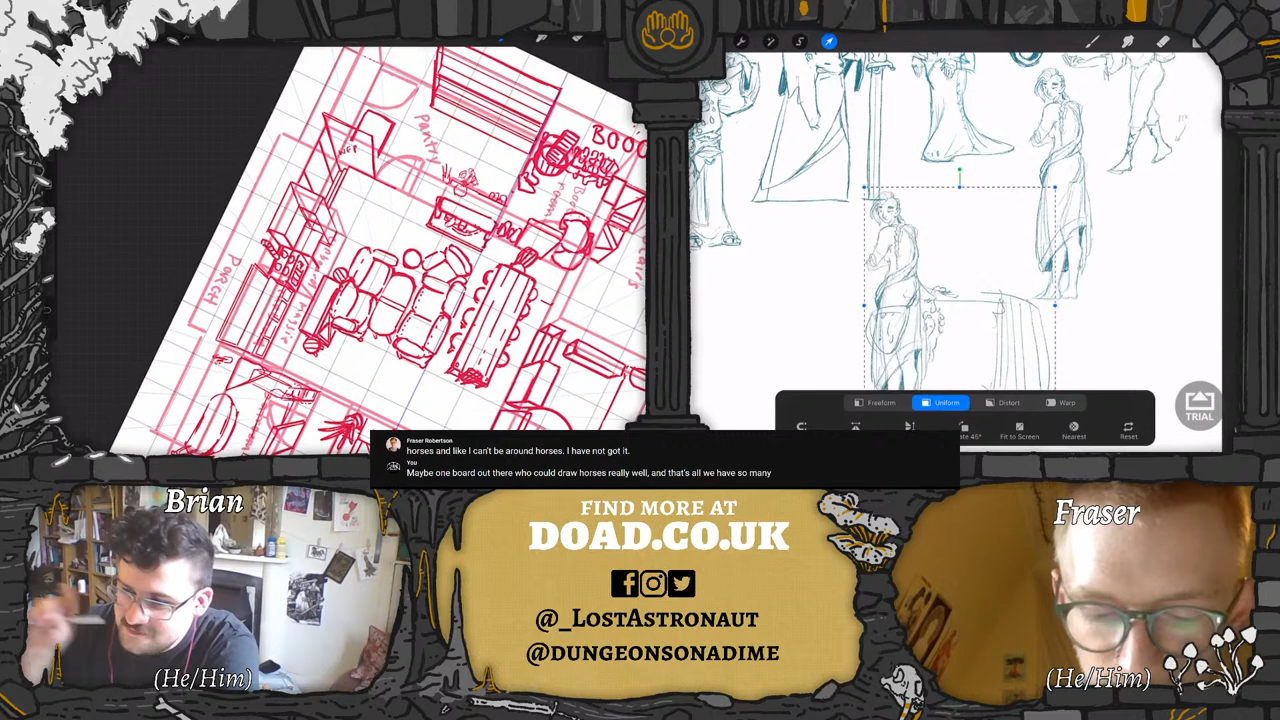 Pantry
BOOO
PORCH
TRIAL
Freeform
Uniform
Distort
Warp
ate 45°
Fit to Screen
Nearest
Reset
Fraser Robertson
horses and like I can't be around horses. I have not got it.
You
Maybe one board out there who could draw horses really well, and that's all we have so many
Brian
(He/Him)
FIND MORE AT
DOAD.CO.UK
@_LOSTASTRONAUT
@DUNGEONSONADIME
Fraser
(He/Him)